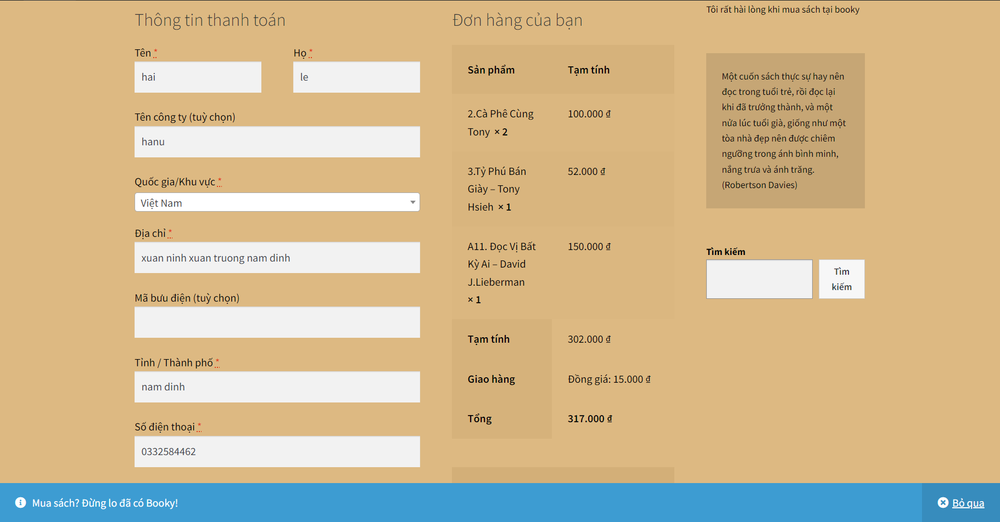 Thông tin thanh toán
Tên *
Họ *
hai
le
Tên công ty (tuỳ chọn)
hanu
Quốc gia/Khu vực *
Việt Nam
Địa chỉ *
xuan ninh xuan truong nam dinh
Mã bưu điện (tuỳ chọn)
Tỉnh / Thành phố *
nam dinh
Số điện thoại *
0332584462
Đơn hàng của bạn
Sản phẩm
Tạm tính
2.Cà Phê Cùng
Tony × 2
100.000 ₫
3.Tỷ Phú Bán
Giày – Tony
Hsieh × 1
52.000 ₫
A11. Đọc Vị Bất
Kỳ Ai – David
J.Lieberman
× 1
150.000 ₫
Tạm tính
302.000 ₫
Giao hàng
Đồng giá: 15.000 ₫
Tổng
317.000 ₫
Tôi rất hài lòng khi mua sách tại booky
Một cuốn sách thực sự hay nên
đọc trong tuổi trẻ, rồi đọc lại
khi đã trưởng thành, và một
nửa lúc tuổi già, giống như một
tòa nhà đẹp nên được chiêm
ngưỡng trong ánh bình minh,
nắng trưa và ánh trăng.
(Robertson Davies)
Tìm kiếm
Tìm
kiếm
Mua sách? Đừng lo đã có Booky!
Bỏ qua